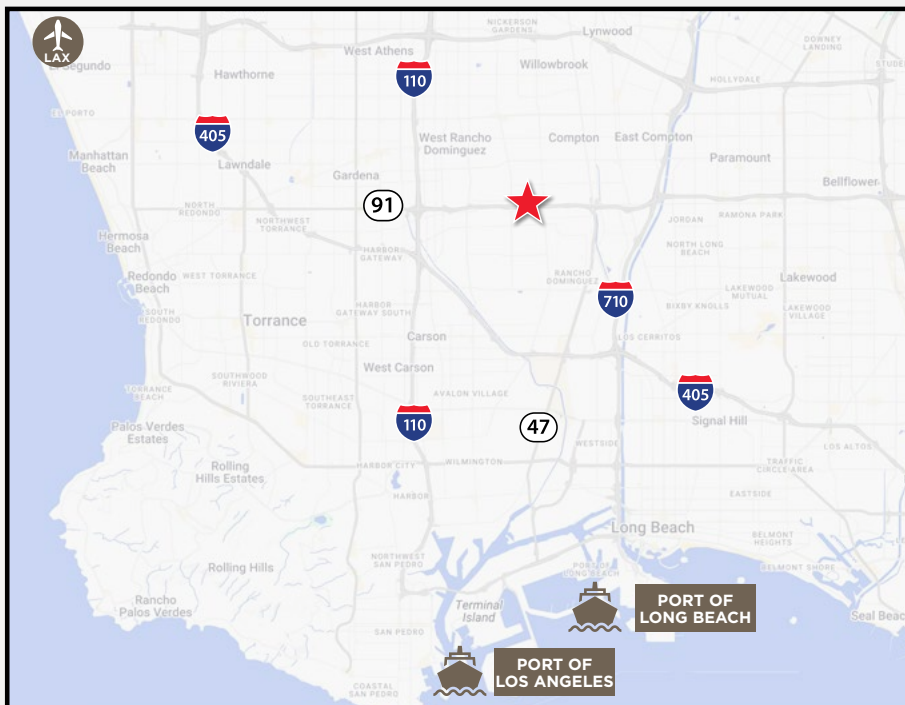 NICKERSON
GARDENS
Lynwood
DOWNEY
LANDING
West Athens
LAX
El Segundo
Hawthorne
110
Willowbrook
HOLLYDALE
ES PORTO
405
West Rancho
Dominguez
Compton
East Compton
Manhattan
Beach
Lawndale
Paramount
Gardena
Bellflower
NORTH
REDONDO
91
NORTHWEST
TORRANCE
JORDAN
RAMONA PARK
Hermosa
Beach
HARBOR
GATEWAY
NORTH LONG
BEACH
Redondo
Beach
WEST TORRANCE
RANCHO
DOMINGUEZ
Lakewood
710
LAKEWOOD
MUTUAL
SOUTH
REDONDO
HARBOR
GATEWAY SOUTH
BIXBY KNOLLS
LAKEWOOD
VILLAGE
Torrance
OLD TORRANCE
Carson
LOS CERRITOS
West Carson
SOUTHWOOD
RIVIERA
TORRANCE
BEACH
SOUTHEAST
TORRANCE
AVALON VILLAGE
405
Palos Verdes
Estates
110
47
Signal Hill
WESTSIDE
LOS ALTOS
Rolling
Hills Estates
HARBOR CITY
WILMINGTON
TRAFFIC
CIRCLE AREA
HARBOR
EASTSIDE
Long Beach
BELMONT
HEIGHTS
NORTHWEST
SAN PEDRO
Rolling Hills
PORT OF
LONG BEACH
BELMONT SHORE
Rancho
Palos Verdes
Terminal
Island
PORT OF
LONG BEACH
Seal Beac
SAN PEDRO
PORT OF
LOS ANGELES
COASTAL
SAN PEDRO